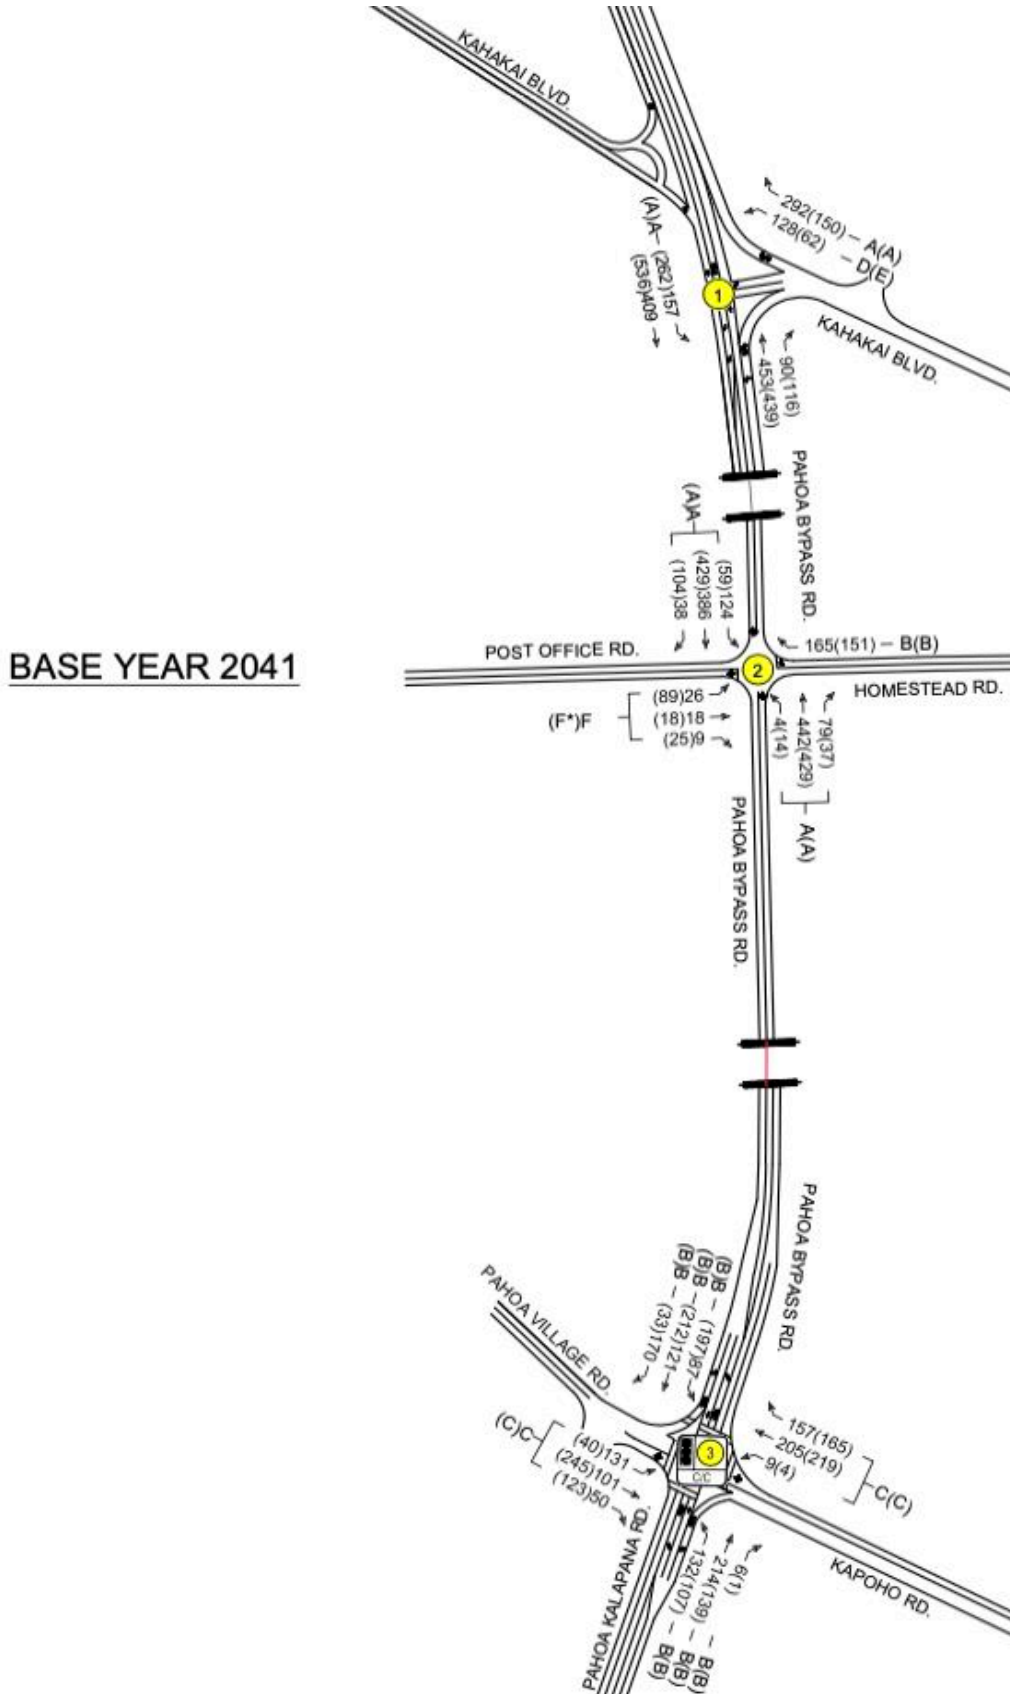 KAHAKAI BLVD.
292(150) – A(A)
128(62) – D(E)
(A)A – (262)157
(536)409
1
KAHAKAI BLVD.
90(116)
453(439)
PAHOA BYPASS RD.
(A)A
(59)124
(429)386
(104)38
165(151) – B(B)
POST OFFICE RD.
BASE YEAR 2041
2
HOMESTEAD RD.
(F*)F
(89)26
(18)18
(25)9
79(37)
442(429)
4(14)
A(A)
PAHOA BYPASS RD.
PAHOA BYPASS RD.
(B)B – (197)87
(B)B – (212)121
(B)B – (33)170
PAHOA VILLAGE RD.
157(165)
205(219)
9(4)
C(C)
(C)C
(40)131
(245)101
(123)50
3
C/C
KAPOHO RD.
PAHOA KALAPANA RD.
6(1) – B(B)
214(139) – B(B)
132(107) – B(B)